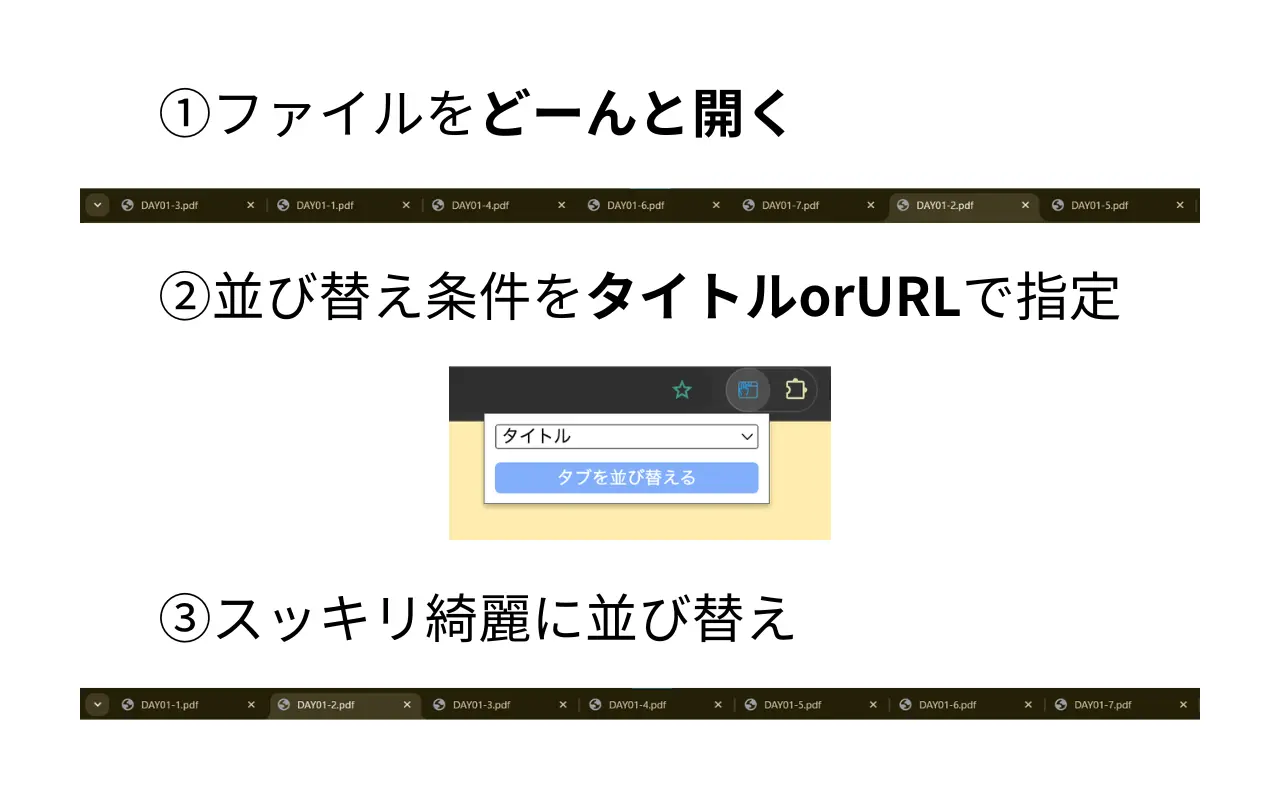 ①ファイルをどーんと開く
DAY01-3.pdf DAY01-1.pdf DAY01-4.pdf DAY01-6.pdf DAY01-7.pdf DAY01-2.pdf DAY01-5.pdf
②並び替え条件をタイトルorURLで指定
タイトル
タブを並び替える
③スッキリ綺麗に並び替え
DAY01-1.pdf DAY01-2.pdf DAY01-3.pdf DAY01-4.pdf DAY01-5.pdf DAY01-6.pdf DAY01-7.pdf